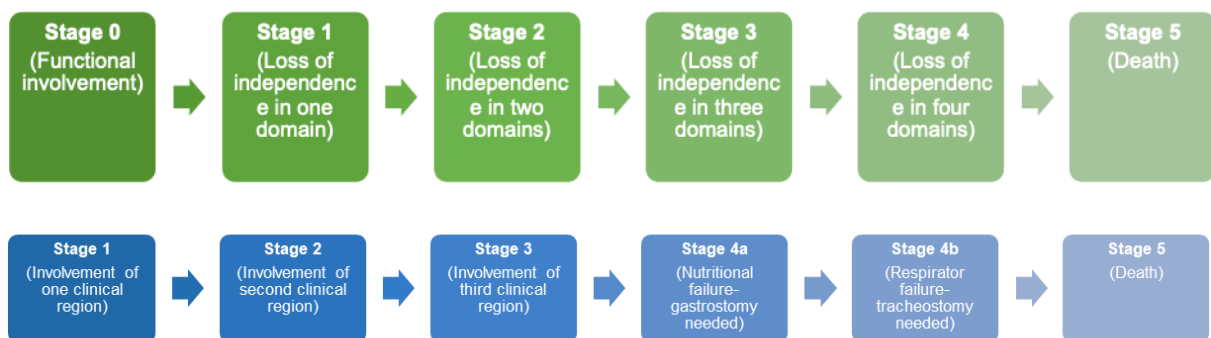 Stage 0
(Functional
involvement)
Stage 1
(Loss of
independenc
e in one
domain)
Stage 2
(Loss of
independenc
e in two
domains)
Stage 3
(Loss of
independenc
e in three
domains)
Stage 4
(Loss of
independenc
e in four
domains)
Stage 5
(Death)
Stage 1
(Involvement of
one clinical
region)
Stage 2
(Involvement of
second clinical
region)
Stage 3
(Involvement of
third clinical
region)
Stage 4a
(Nutritional
failure-
gastrostomy
needed)
Stage 4b
(Respirator
failure-
tracheostomy
needed)
Stage 5
(Death)